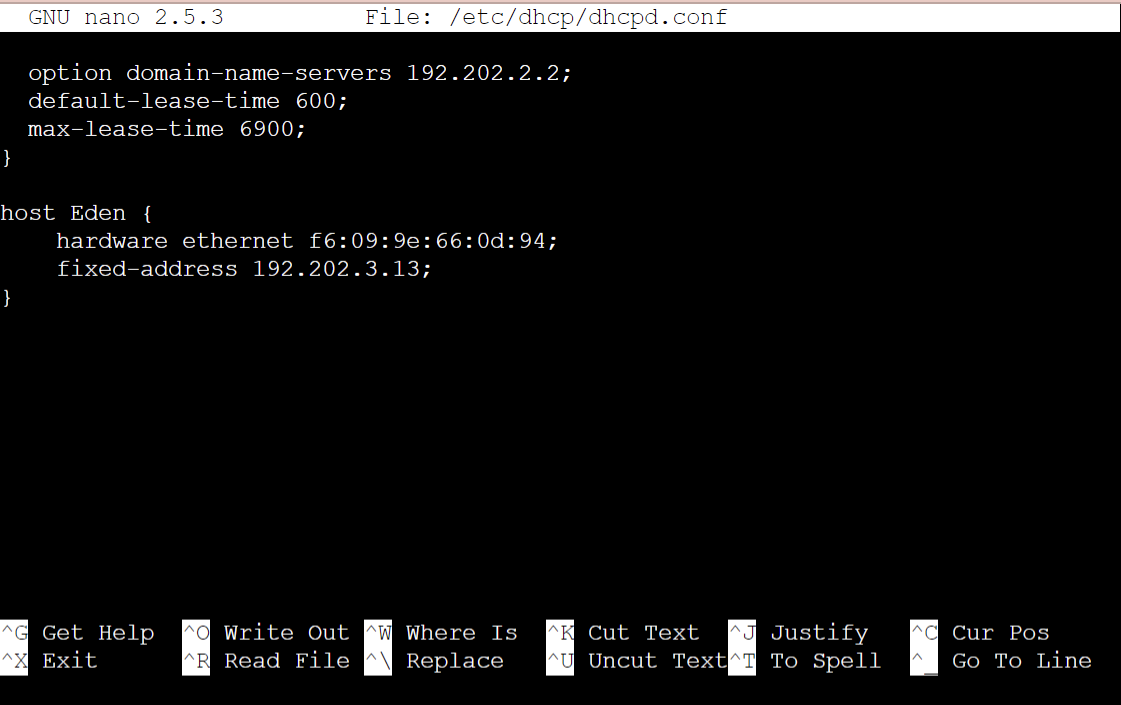 GNU nano 2.5.3 File: /etc/dhcp/dhcpd.conf
option domain-name-servers 192.202.2.2;
default-lease-time 600;
max-lease-time 6900;
}
host Eden {
hardware ethernet f6:09:9e:66:0d:94;
fixed-address 192.202.3.13;
}
^G Get Help ^O Write Out ^W Where Is ^K Cut Text ^J Justify ^C Cur Pos
^X Exit ^R Read File ^\ Replace ^U Uncut Text ^T To Spell ^_ Go To Line